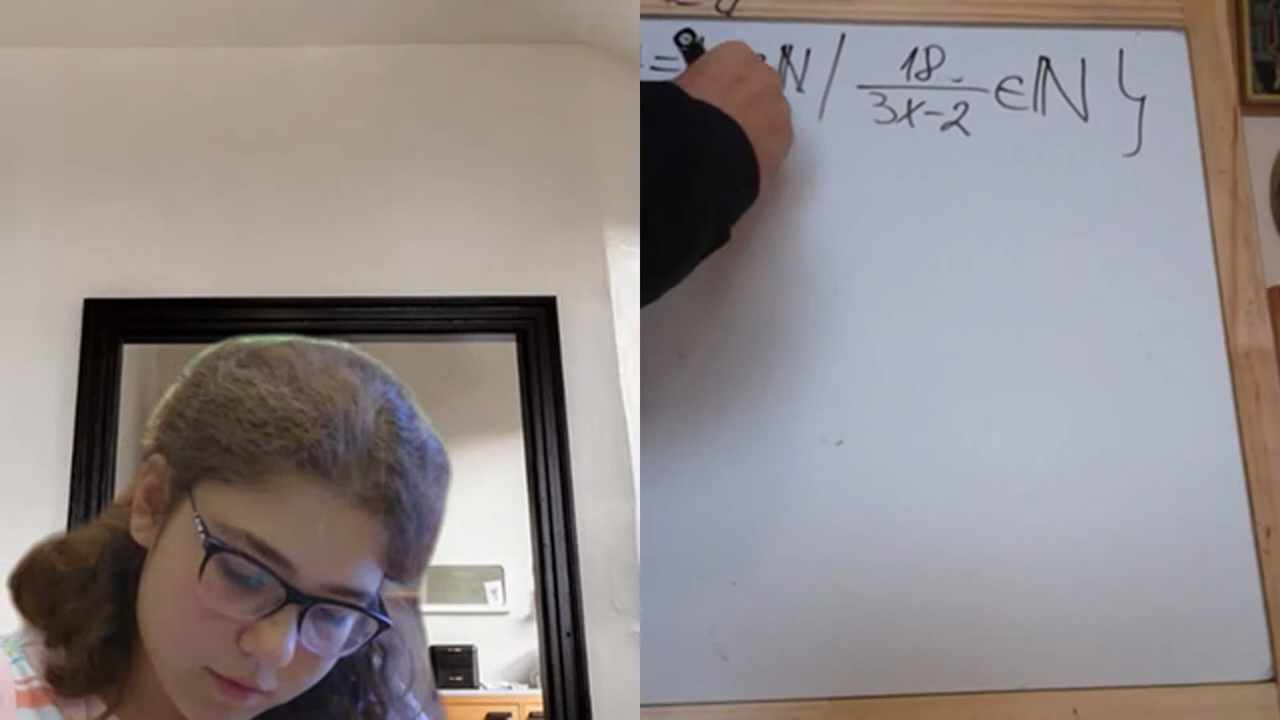 = ∈ℕ / 18/(3x-2) ∈ℕ }